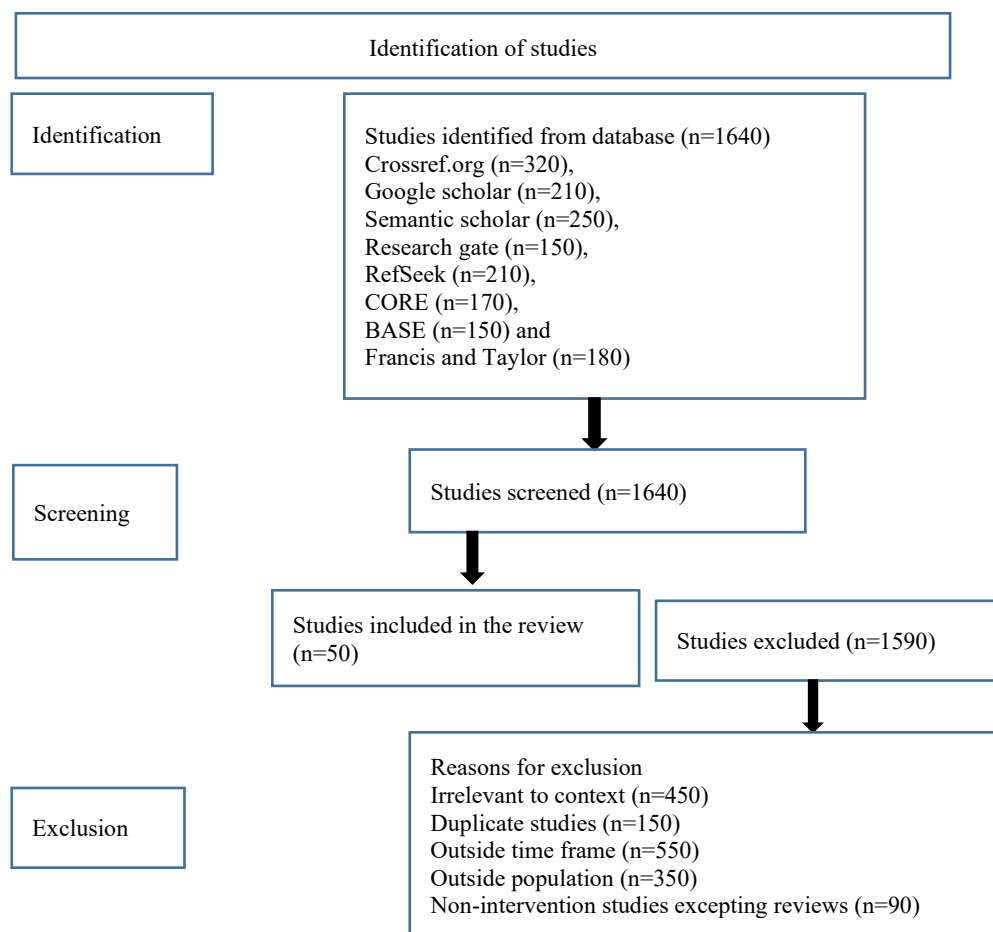 Identification of studies
Identification
Studies identified from database (n=1640)
Crossref.org (n=320),
Google scholar (n=210),
Semantic scholar (n=250),
Research gate (n=150),
RefSeek (n=210),
CORE (n=170),
BASE (n=150) and
Francis and Taylor (n=180)
Screening
Studies screened (n=1640)
Studies included in the review
(n=50)
Studies excluded (n=1590)
Exclusion
Reasons for exclusion
Irrelevant to context (n=450)
Duplicate studies (n=150)
Outside time frame (n=550)
Outside population (n=350)
Non-intervention studies excepting reviews (n=90)